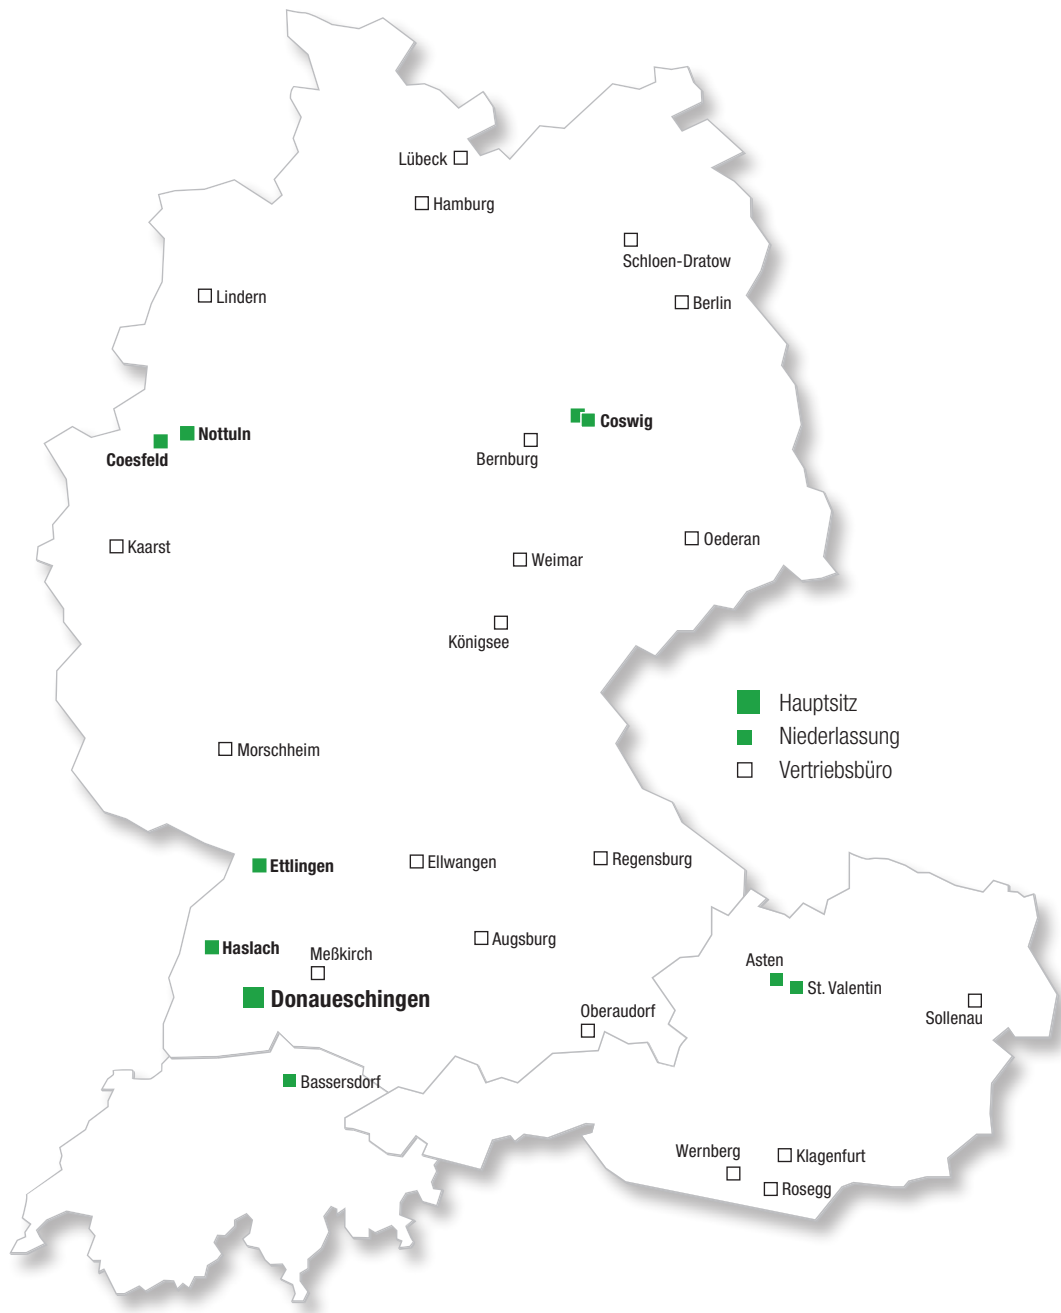 Lübeck
Hamburg
Schloen-Dratow
Lindern
Berlin
Nottuln
Coesfeld
Coswig
Bernburg
Kaarst
Weimar
Oederan
Königsee
Hauptsitz
Niederlassung
Vertriebsbüro
Morschheim
Ettlingen
Ellwangen
Regensburg
Haslach
Meßkirch
Augsburg
Donaueschingen
Asten
St. Valentin
Oberaudorf
Sollenau
Bassersdorf
Wernberg
Klagenfurt
Rosegg